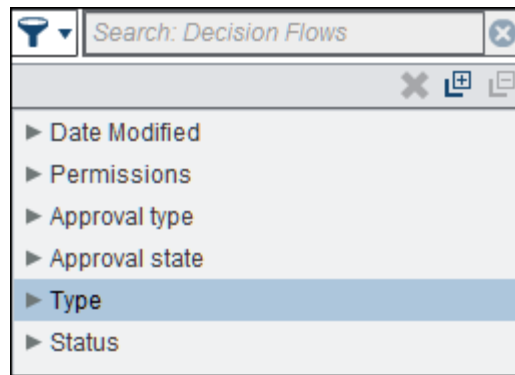 Search: Decision Flows
Date Modified
Permissions
Approval type
Approval state
Type
Status